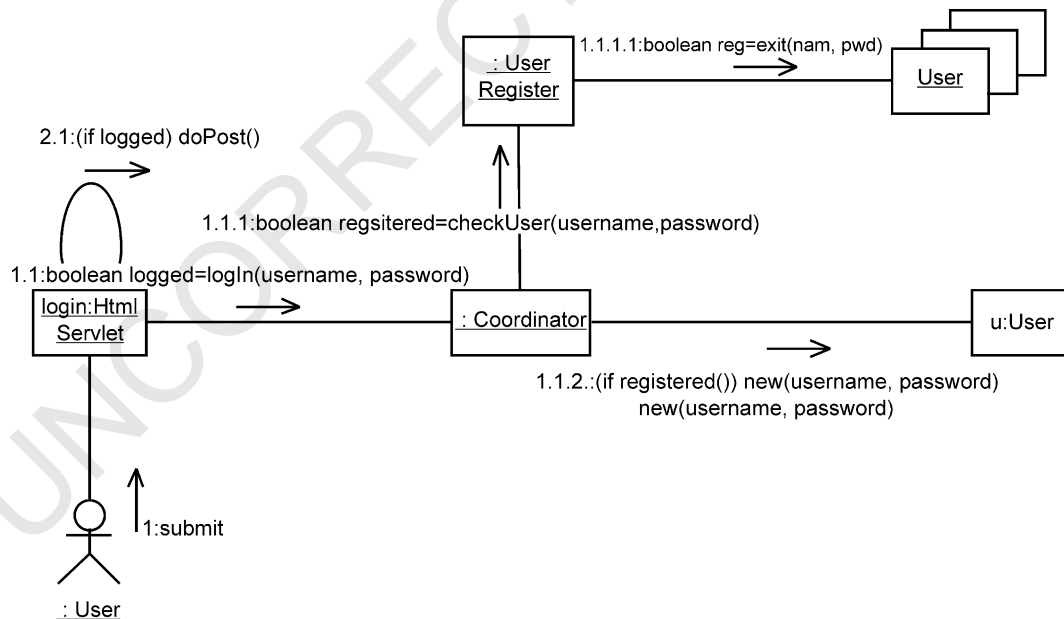 1.1.1.1:boolean reg=exit(nam, pwd)
: User
Register
User
2.1:(if logged) doPost()
1.1.1:boolean regsitered=checkUser(username,password)
1.1:boolean logged=logIn(username, password)
login:Html
Servlet
: Coordinator
u:User
1.1.2.:(if registered()) new(username, password)
new(username, password)
1:submit
: User
UNCORRECT